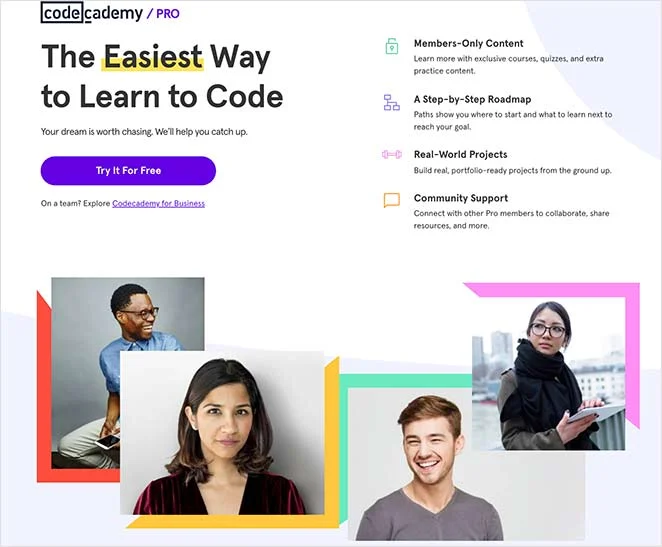 codecademy / PRO
The Easiest Way
to Learn to Code
Your dream is worth chasing. We'll help you catch up.
Try It For Free
On a team? Explore Codecademy for Business
Members-Only Content
Learn more with exclusive courses, quizzes, and extra
practice content.
A Step-by-Step Roadmap
Paths show you where to start and what to learn next to
reach your goal.
Real-World Projects
Build real, portfolio-ready projects from the ground up.
Community Support
Connect with other Pro members to collaborate, share
resources, and more.